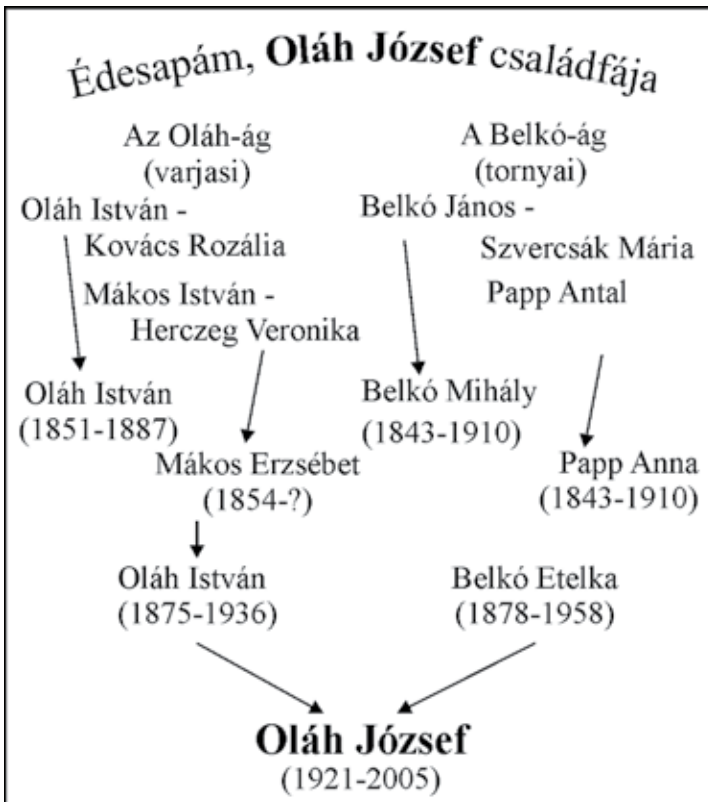 Édesapám, Oláh József családfája
Az Oláh-ág
(varjasi)
Oláh István -
Kovács Rozália
Mákos István -
Herczeg Veronika
Oláh István
(1851-1887)
Mákos Erzsébet
(1854-?)
Oláh István
(1875-1936)
A Belkó-ág
(tornyai)
Belkó János -
Szvercsák Mária
Papp Antal
Belkó Mihály
(1843-1910)
Papp Anna
(1843-1910)
Belkó Etelka
(1878-1958)
Oláh József
(1921-2005)